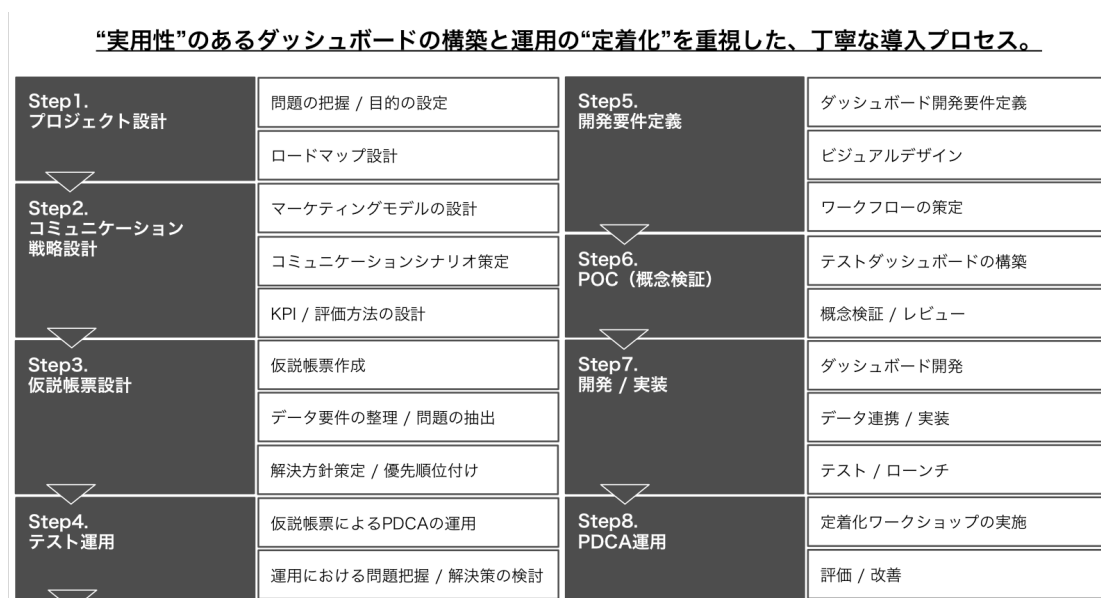 “実用性”のあるダッシュボードの構築と運用の“定着化”を重視した、丁寧な導入プロセス。
Step1.
プロジェクト設計
問題の把握 / 目的の設定
ロードマップ設計
Step2.
コミュニケーション
戦略設計
マーケティングモデルの設計
コミュニケーションシナリオ策定
KPI / 評価方法の設計
Step3.
仮説帳票設計
仮説帳票作成
データ要件の整理 / 問題の抽出
解決方針策定 / 優先順位付け
Step4.
テスト運用
仮説帳票によるPDCAの運用
運用における問題把握 / 解決策の検討
Step5.
開発要件定義
ダッシュボード開発要件定義
ビジュアルデザイン
ワークフローの策定
Step6.
POC（概念検証）
テストダッシュボードの構築
概念検証 / レビュー
Step7.
開発 / 実装
ダッシュボード開発
データ連携 / 実装
テスト / ローンチ
Step8.
PDCA運用
定着化ワークショップの実施
評価 / 改善